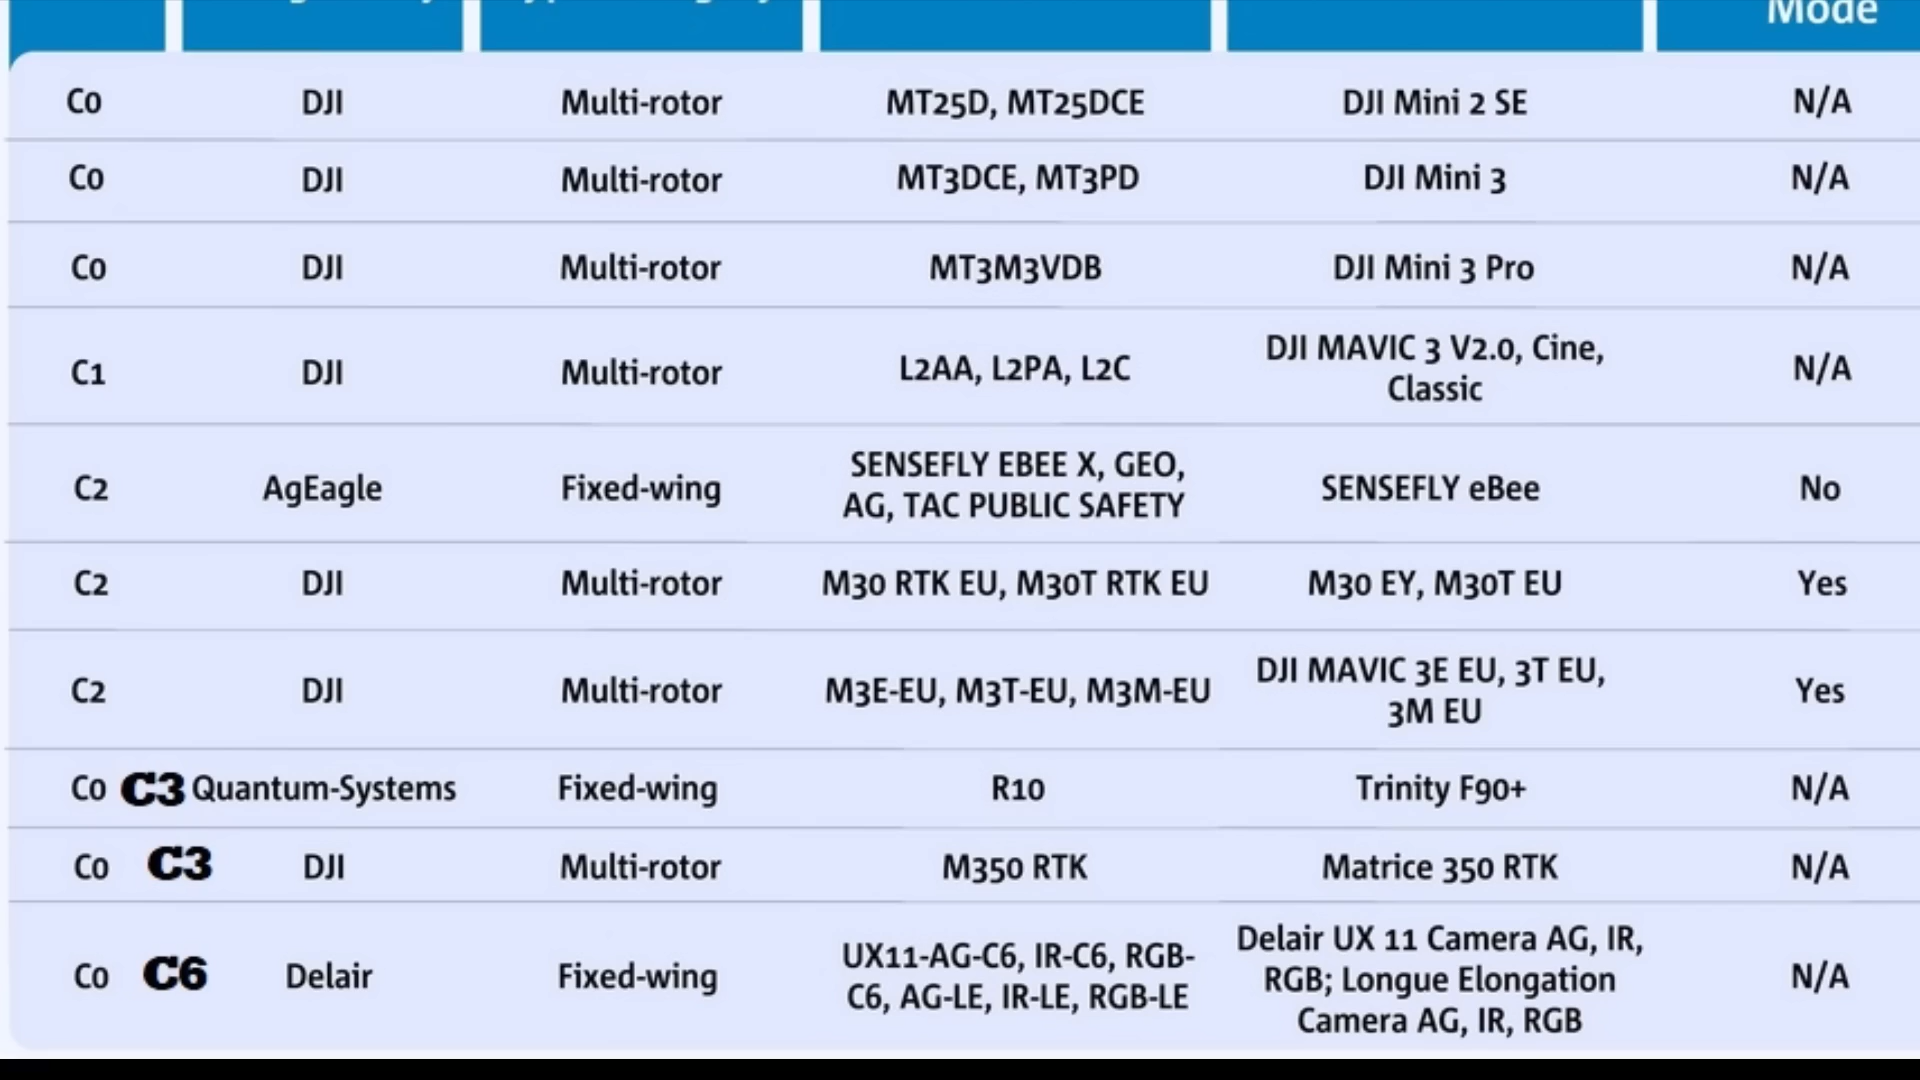 Mode
C0 DJI Multi-rotor MT25D, MT25DCE DJI Mini 2 SE N/A
C0 DJI Multi-rotor MT3DCE, MT3PD DJI Mini 3 N/A
C0 DJI Multi-rotor MT3M3VDB DJI Mini 3 Pro N/A
C1 DJI Multi-rotor L2AA, L2PA, L2C DJI MAVIC 3 V2.0, Cine,
Classic N/A
C2 AgEagle Fixed-wing SENSEFLY EBEE X, GEO,
AG, TAC PUBLIC SAFETY SENSEFLY eBee No
C2 DJI Multi-rotor M30 RTK EU, M30T RTK EU M30 EY, M30T EU Yes
C2 DJI Multi-rotor M3E-EU, M3T-EU, M3M-EU DJI MAVIC 3E EU, 3T EU,
3M EU Yes
C0 C3 Quantum-Systems Fixed-wing R10 Trinity F90+ N/A
C0 C3 DJI Multi-rotor M350 RTK Matrice 350 RTK N/A
C0 C6 Delair Fixed-wing UX11-AG-C6, IR-C6, RGB-
C6, AG-LE, IR-LE, RGB-LE Delair UX 11 Camera AG, IR,
RGB; Longue Elongation
Camera AG, IR, RGB N/A